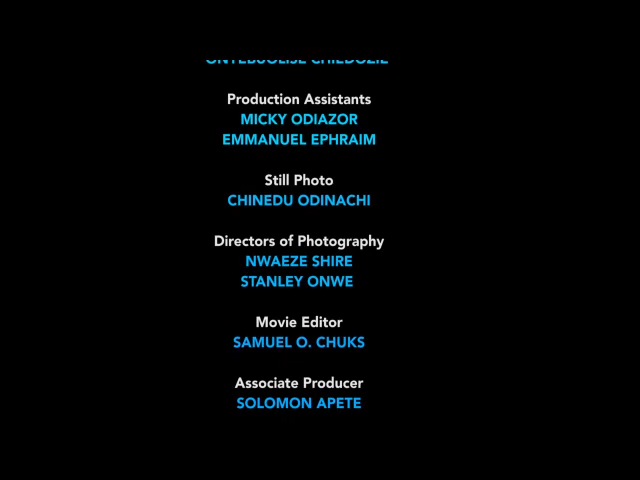 Production Assistants
MICKY ODIAZOR
EMMANUEL EPHRAIM
Still Photo
CHINEDU ODINACHI
Directors of Photography
NWAEZE SHIRE
STANLEY ONWE
Movie Editor
SAMUEL O. CHUKS
Associate Producer
SOLOMON APETE